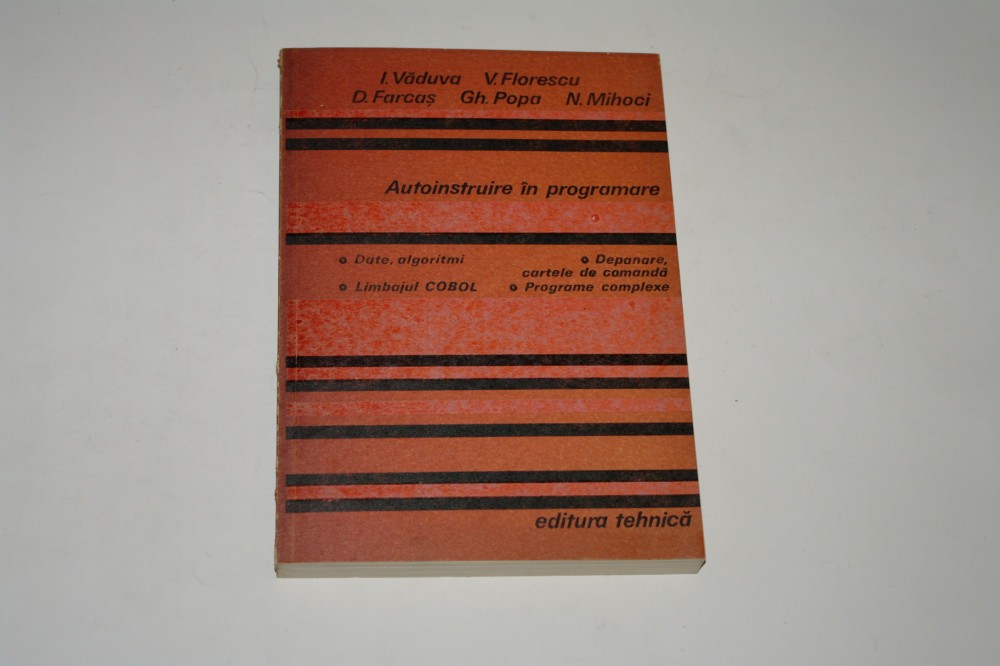 I. Văduva V. Florescu
D. Farcaș Gh. Popa N. Mihoci
Autoinstruire în programare
Date, algoritmi
Limbajul COBOL
Depanare,
cartele de comandă
Programe complexe
editura tehnică